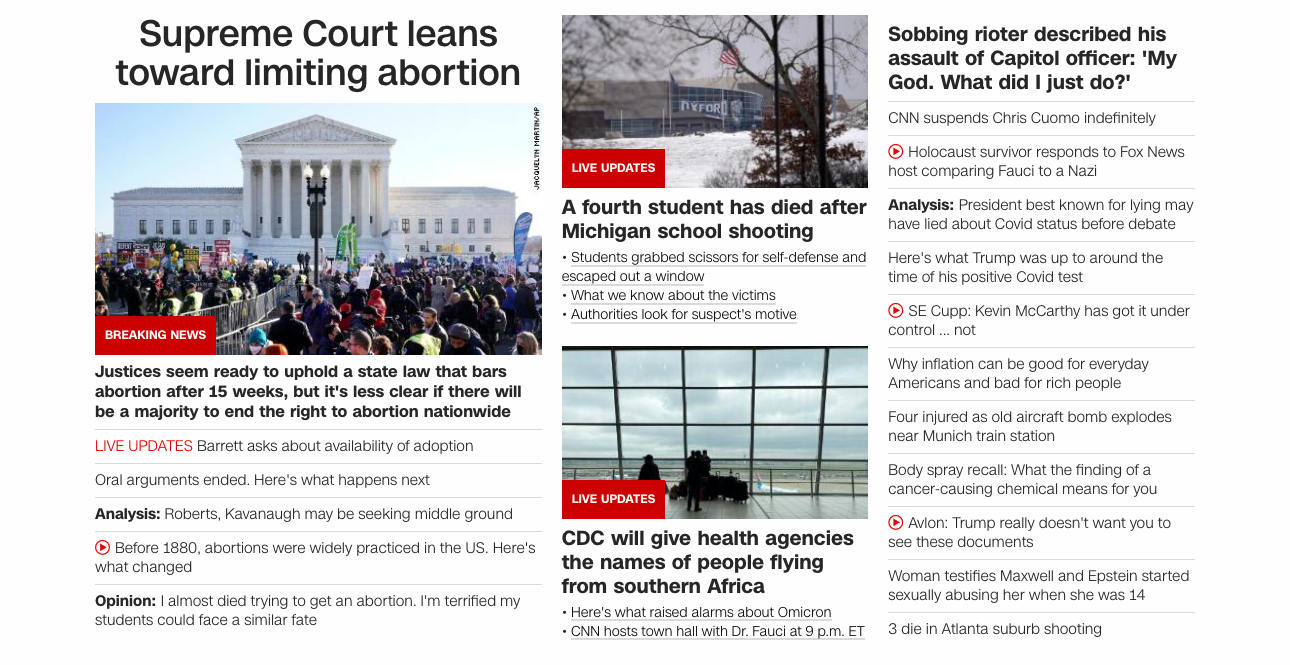 Supreme Court leans
toward limiting abortion
JACQUELYN MARTIN/AP
BREAKING NEWS
Justices seem ready to uphold a state law that bars
abortion after 15 weeks, but it's less clear if there will
be a majority to end the right to abortion nationwide
LIVE UPDATES Barrett asks about availability of adoption
Oral arguments ended. Here's what happens next
Analysis: Roberts, Kavanaugh may be seeking middle ground
Before 1880, abortions were widely practiced in the US. Here's
what changed
Opinion: I almost died trying to get an abortion. I'm terrified my
students could face a similar fate
OXFORD
LIVE UPDATES
A fourth student has died after
Michigan school shooting
• Students grabbed scissors for self-defense and
escaped out a window
• What we know about the victims
• Authorities look for suspect's motive
LIVE UPDATES
CDC will give health agencies
the names of people flying
from southern Africa
• Here's what raised alarms about Omicron
• CNN hosts town hall with Dr. Fauci at 9 p.m. ET
Sobbing rioter described his
assault of Capitol officer: 'My
God. What did I just do?'
CNN suspends Chris Cuomo indefinitely
Holocaust survivor responds to Fox News
host comparing Fauci to a Nazi
Analysis: President best known for lying may
have lied about Covid status before debate
Here's what Trump was up to around the
time of his positive Covid test
SE Cupp: Kevin McCarthy has got it under
control ... not
Why inflation can be good for everyday
Americans and bad for rich people
Four injured as old aircraft bomb explodes
near Munich train station
Body spray recall: What the finding of a
cancer-causing chemical means for you
Avlon: Trump really doesn't want you to
see these documents
Woman testifies Maxwell and Epstein started
sexually abusing her when she was 14
3 die in Atlanta suburb shooting